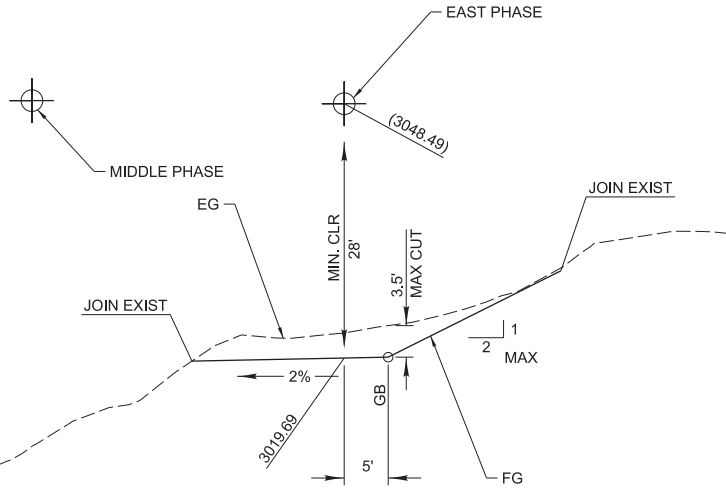 EAST PHASE
(3048.49)
MIDDLE PHASE
JOIN EXIST
EG
MIN. CLR
28'
3.5'
MAX CUT
JOIN EXIST
1
2
MAX
2%
GB
3019.69
5'
FG